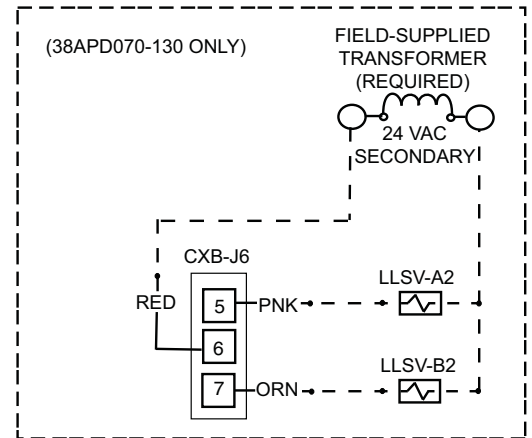 (38APD070-130 ONLY)
FIELD-SUPPLIED
TRANSFORMER
(REQUIRED)
24 VAC
SECONDARY
CXB-J6
LLSV-A2
RED
5
PNK
6
LLSV-B2
7
ORN